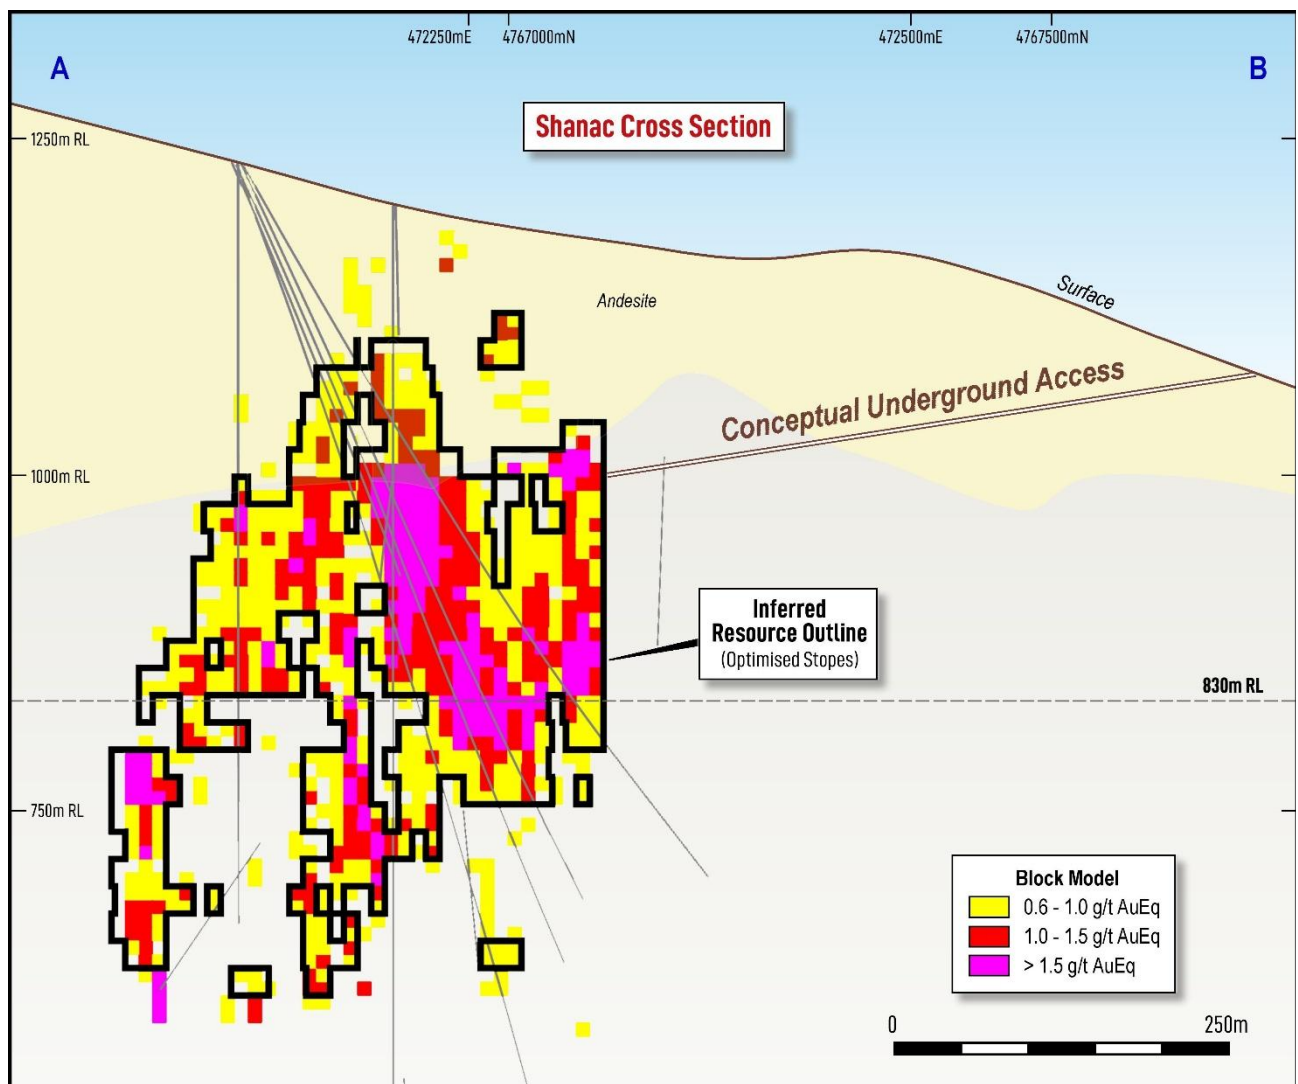 472250mE
4767000mN
472500mE
4767500mN
A
B
Shanac Cross Section
1250m RL
Andesite
Surface
Conceptual Underground Access
1000m RL
Inferred
Resource Outline
(Optimised Stopes)
830m RL
750m RL
Block Model
0.6 - 1.0 g/t AuEq
1.0 - 1.5 g/t AuEq
> 1.5 g/t AuEq
0
250m